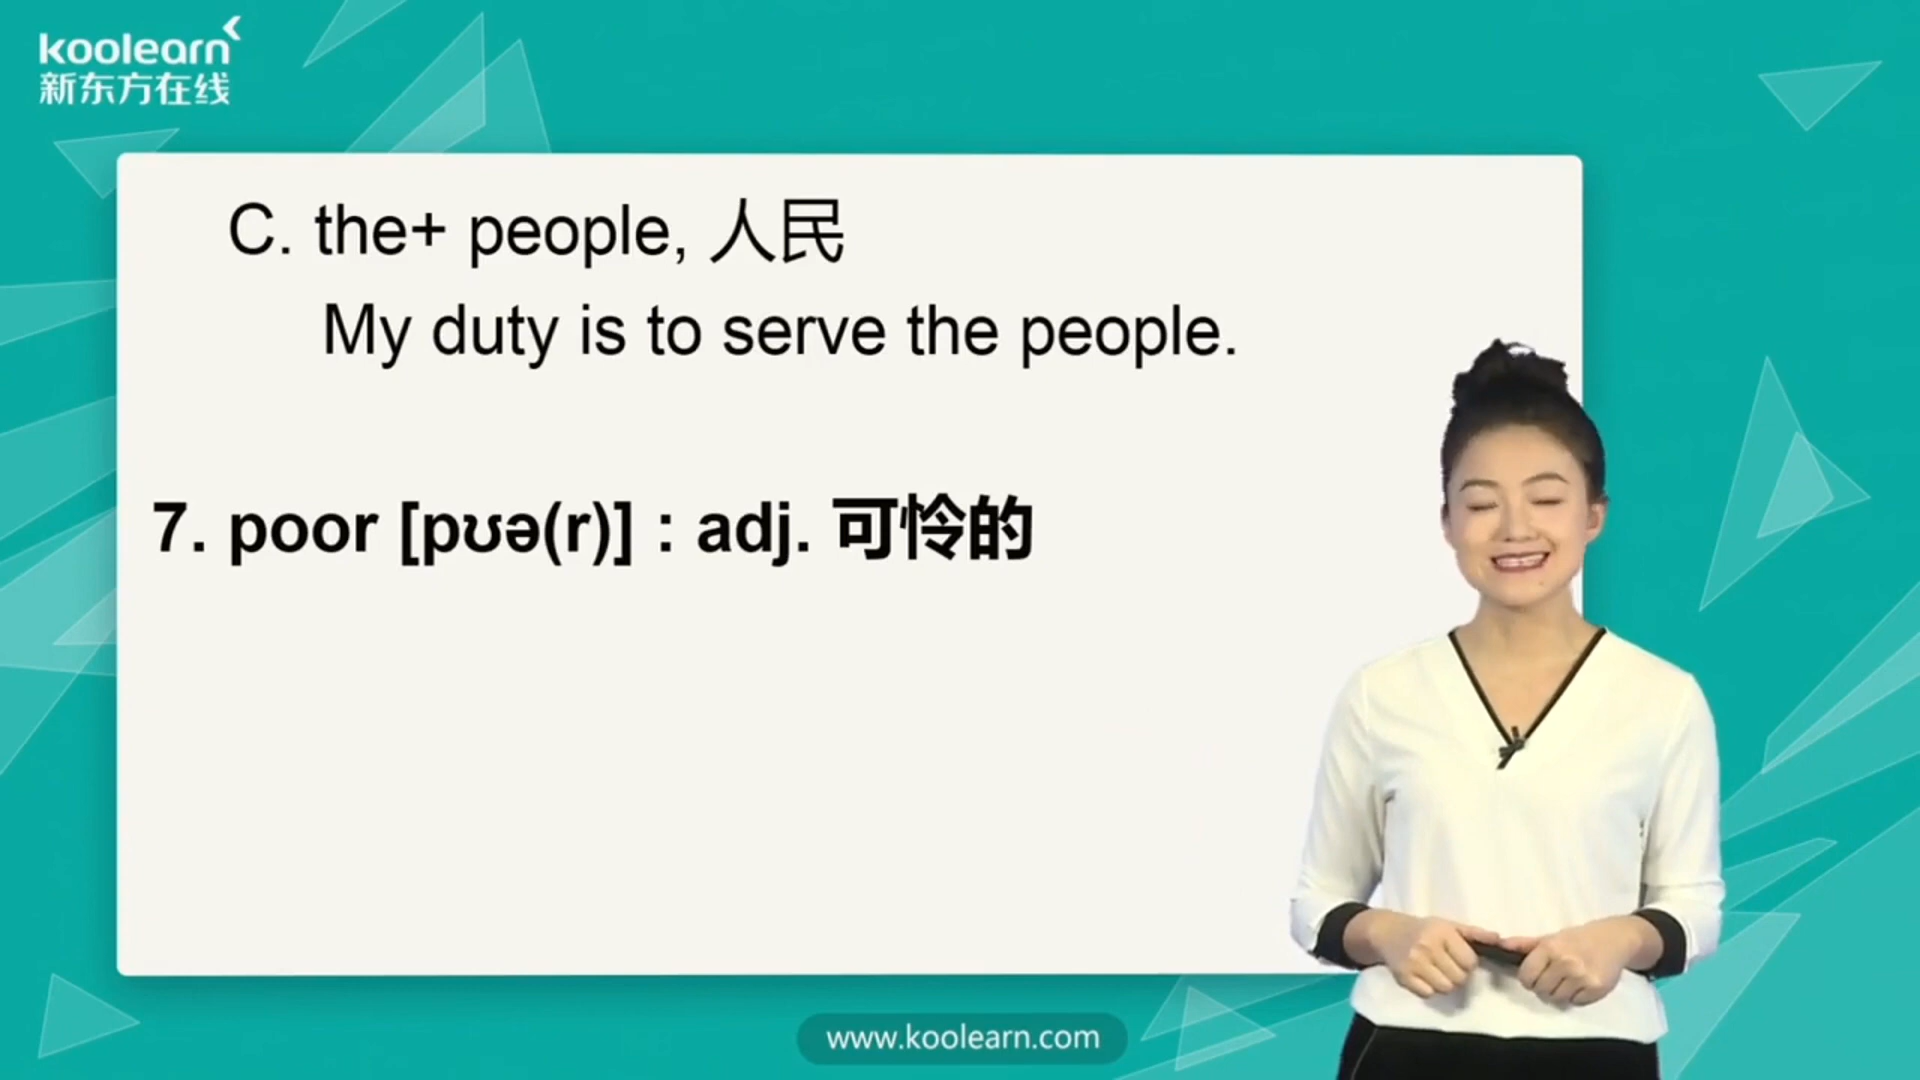 koolearn
新东方在线
C. the+ people, 人民
My duty is to serve the people.
7. poor [pʊə(r)] : adj. 可怜的
www.koolearn.com